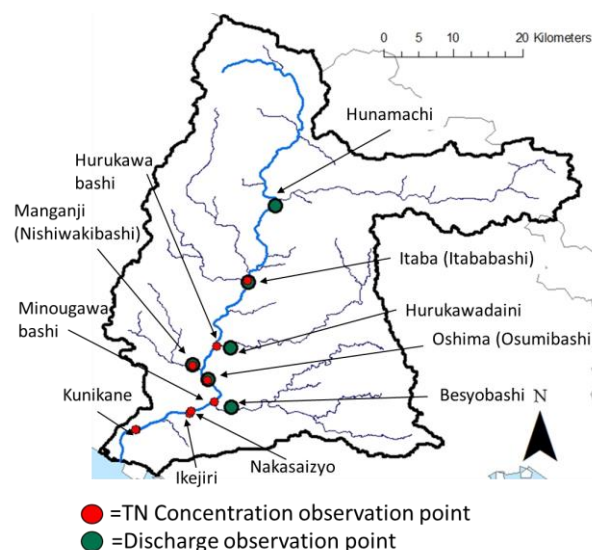 0 5 10 20 Kilometers
Hunamachi
Hurukawa
bashi
Manganji
(Nishiwakibashi)
Itaba (Itababashi)
Minougawa
bashi
Hurukawadaini
Oshima (Osumibashi)
Kunikane
Besyobashi
N
Nakasaizyo
Ikejiri
=TN Concentration observation point
=Discharge observation point